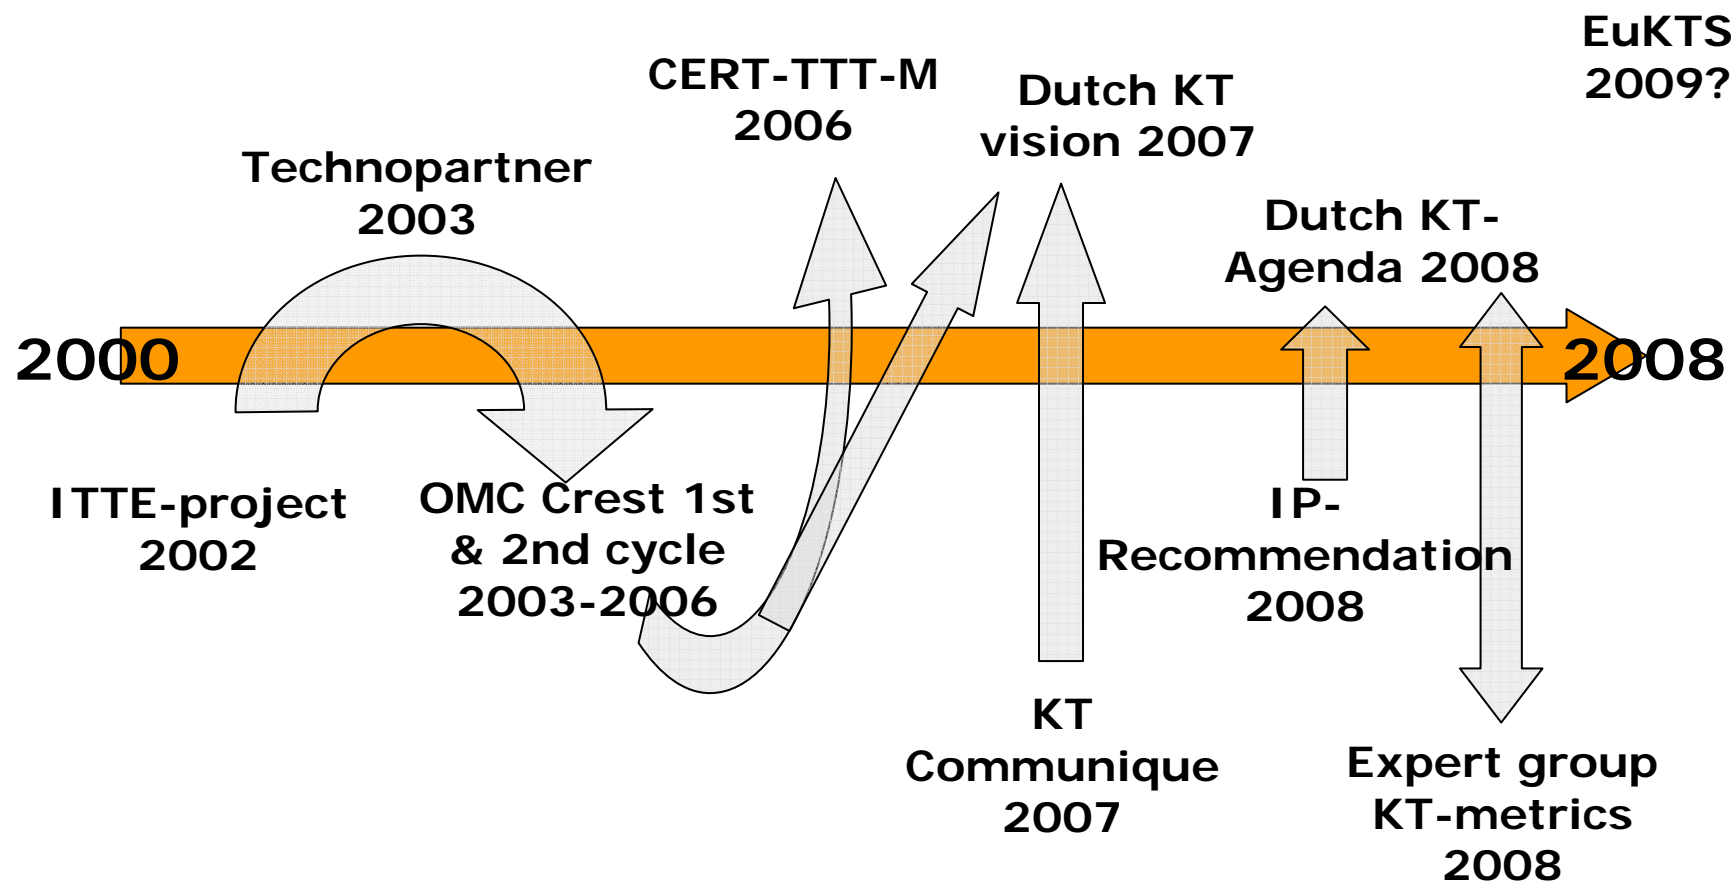 EuKTS
2009?
CERT-TTT-M
2006
Dutch KT
vision 2007
Technopartner
2003
Dutch KT-
Agenda 2008
2000
2008
ITTE-project
2002
OMC Crest 1st
& 2nd cycle
2003-2006
IP-
Recommendation
2008
KT
Communique
2007
Expert group
KT-metrics
2008